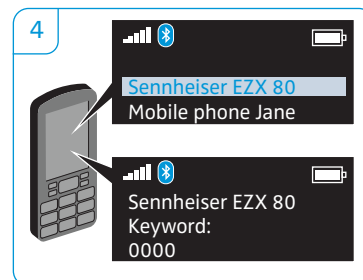 4
Sennheiser EZX 80
Mobile phone Jane
Sennheiser EZX 80
Keyword:
0000